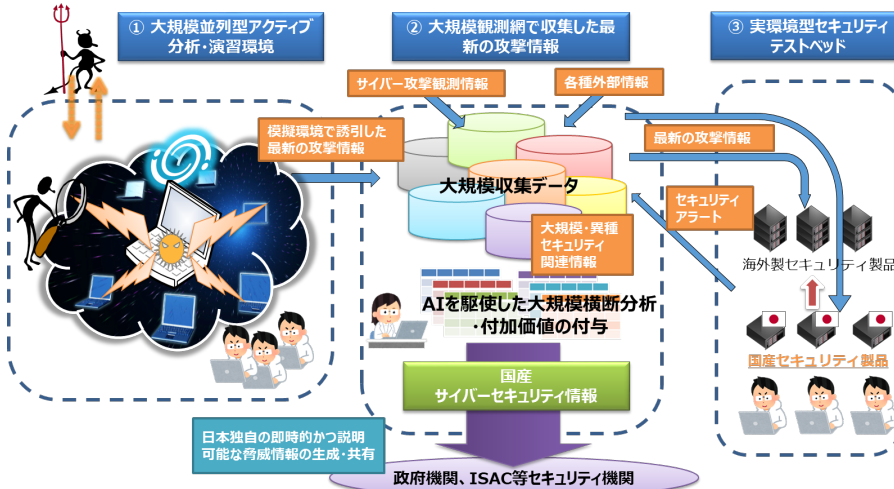 ① 大規模並列型アクティブ
分析・演習環境
② 大規模観測網で収集した最
新の攻撃情報
③ 実環境型セキュリティ
テストベッド
サイバー攻撃観測情報
各種外部情報
模擬環境で誘引した
最新の攻撃情報
最新の攻撃情報
大規模収集データ
セキュリティ
アラート
大規模・異種
セキュリティ
関連情報
海外製セキュリティ製品
AIを駆使した大規模横断分析
・付加価値の付与
国産セキュリティ製品
国産
サイバーセキュリティ情報
日本独自の即時的かつ説明
可能な脅威情報の生成・共有
政府機関、ISAC等セキュリティ機関